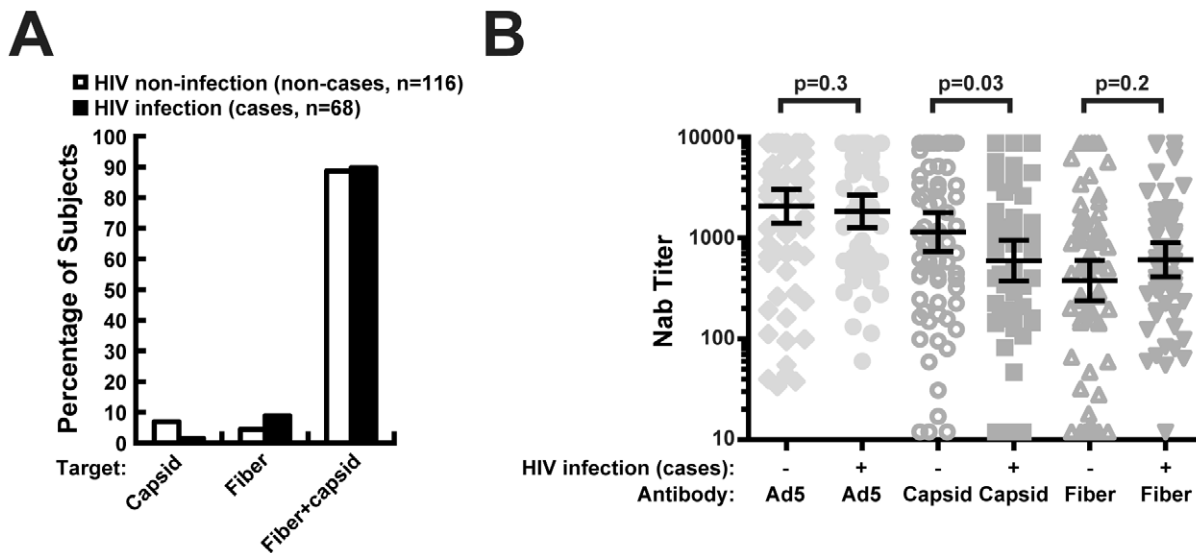 A
HIV non-infection (non-cases, n=116)
HIV infection (cases, n=68)
Percentage of Subjects
100
90
80
70
60
50
40
30
20
10
0
Target:
Capsid
Fiber
Fiber+capsid
B
p=0.3
p=0.03
p=0.2
Nab Titer
10000
1000
100
10
HIV infection (cases): - + - + - +
Antibody: Ad5 Ad5 Capsid Capsid Fiber Fiber